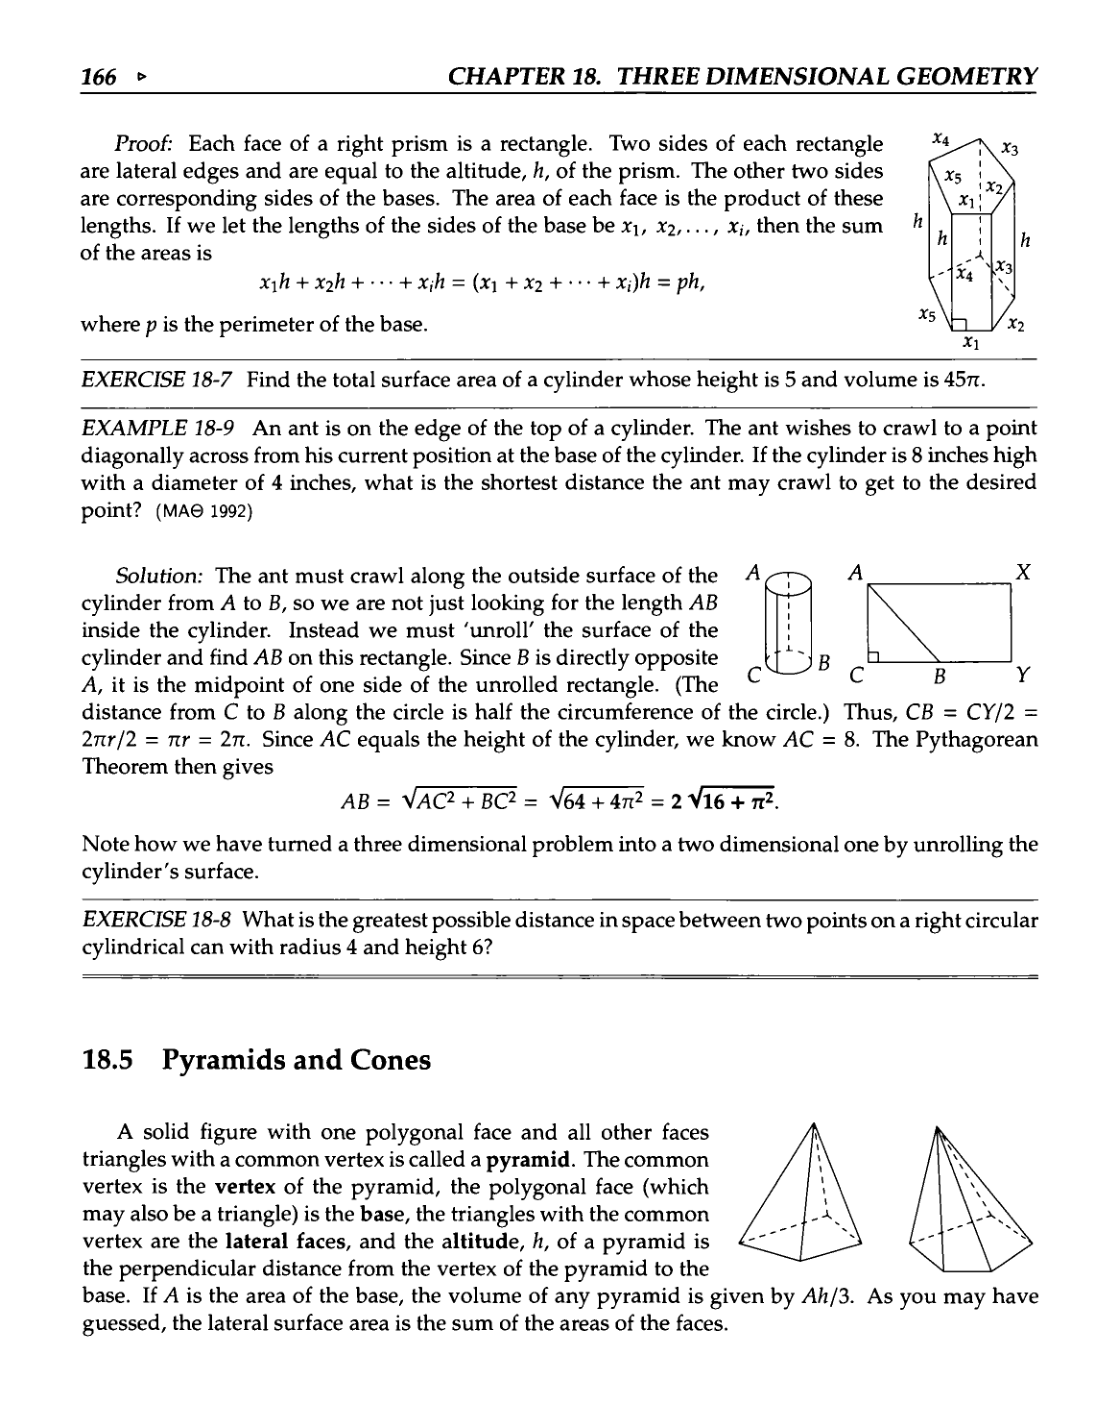 166 ▹ CHAPTER 18. THREE DIMENSIONAL GEOMETRY
Proof: Each face of a right prism is a rectangle. Two sides of each rectangle
are lateral edges and are equal to the altitude, h, of the prism. The other two sides
are corresponding sides of the bases. The area of each face is the product of these
lengths. If we let the lengths of the sides of the base be x₁, x₂,..., xᵢ, then the sum
of the areas is
x₁h + x₂h + ··· + xᵢh = (x₁ + x₂ + ··· + xᵢ)h = ph,
where p is the perimeter of the base.
x₄
x₃
x₅
x₂
x₁
h
h
h
x₄
x₃
x₅
x₂
x₁
EXERCISE 18-7 Find the total surface area of a cylinder whose height is 5 and volume is 45π.
EXAMPLE 18-9 An ant is on the edge of the top of a cylinder. The ant wishes to crawl to a point
diagonally across from his current position at the base of the cylinder. If the cylinder is 8 inches high
with a diameter of 4 inches, what is the shortest distance the ant may crawl to get to the desired
point? (MAΘ 1992)
Solution: The ant must crawl along the outside surface of the
cylinder from A to B, so we are not just looking for the length AB
inside the cylinder. Instead we must 'unroll' the surface of the
cylinder and find AB on this rectangle. Since B is directly opposite
A, it is the midpoint of one side of the unrolled rectangle. (The
A
C
B
A
X
C
B
Y
distance from C to B along the circle is half the circumference of the circle.) Thus, CB = CY/2 =
2πr/2 = πr = 2π. Since AC equals the height of the cylinder, we know AC = 8. The Pythagorean
Theorem then gives
AB = √AC² + BC² = √64 + 4π² = 2 √16 + π².
Note how we have turned a three dimensional problem into a two dimensional one by unrolling the
cylinder's surface.
EXERCISE 18-8 What is the greatest possible distance in space between two points on a right circular
cylindrical can with radius 4 and height 6?
18.5 Pyramids and Cones
A solid figure with one polygonal face and all other faces
triangles with a common vertex is called a pyramid. The common
vertex is the vertex of the pyramid, the polygonal face (which
may also be a triangle) is the base, the triangles with the common
vertex are the lateral faces, and the altitude, h, of a pyramid is
the perpendicular distance from the vertex of the pyramid to the
base. If A is the area of the base, the volume of any pyramid is given by Ah/3. As you may have
guessed, the lateral surface area is the sum of the areas of the faces.